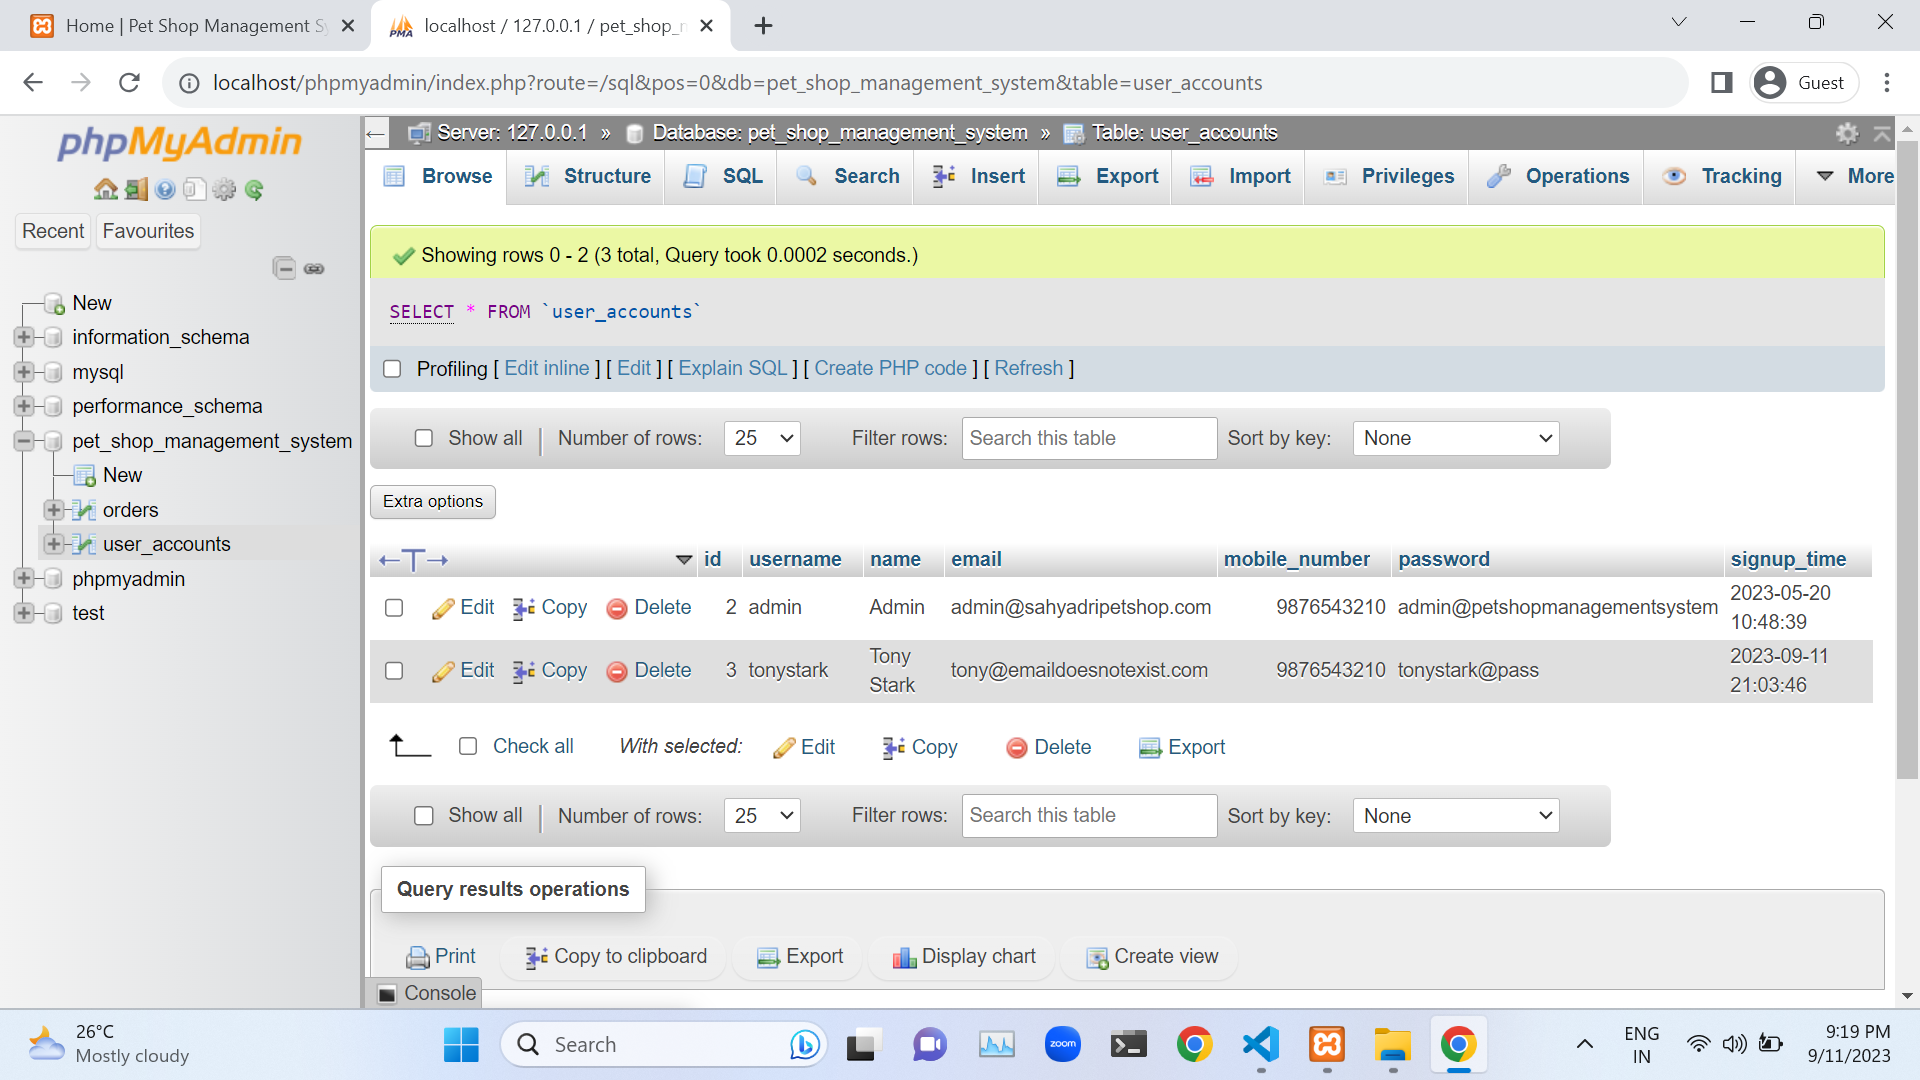 Home | Pet Shop Management Sy
localhost / 127.0.0.1 / pet_shop_m
localhost/phpmyadmin/index.php?route=/sql&pos=0&db=pet_shop_management_system&table=user_accounts
Guest
phpMyAdmin
Recent
Favourites
New
information_schema
mysql
performance_schema
pet_shop_management_system
New
orders
user_accounts
phpmyadmin
test
Server: 127.0.0.1 » Database: pet_shop_management_system » Table: user_accounts
Browse Structure SQL Search Insert Export Import Privileges Operations Tracking More
Showing rows 0 - 2 (3 total, Query took 0.0002 seconds.)
SELECT * FROM `user_accounts`
Profiling [ Edit inline ] [ Edit ] [ Explain SQL ] [ Create PHP code ] [ Refresh ]
Show all Number of rows: 25 Filter rows: Search this table Sort by key: None
Extra options
id username name email mobile_number password signup_time
Edit Copy Delete 2 admin Admin admin@sahyadripetshop.com 9876543210 admin@petshopmanagementsystem 2023-05-20
10:48:39
Edit Copy Delete 3 tonystark Tony Stark tony@emaildoesnotexist.com 9876543210 tonystark@pass 2023-09-11
21:03:46
Check all With selected: Edit Copy Delete Export
Show all Number of rows: 25 Filter rows: Search this table Sort by key: None
Query results operations
Print Copy to clipboard Export Display chart Create view
Console
26°C
Mostly cloudy
Search
zoom
ENG
IN
9:19 PM
9/11/2023